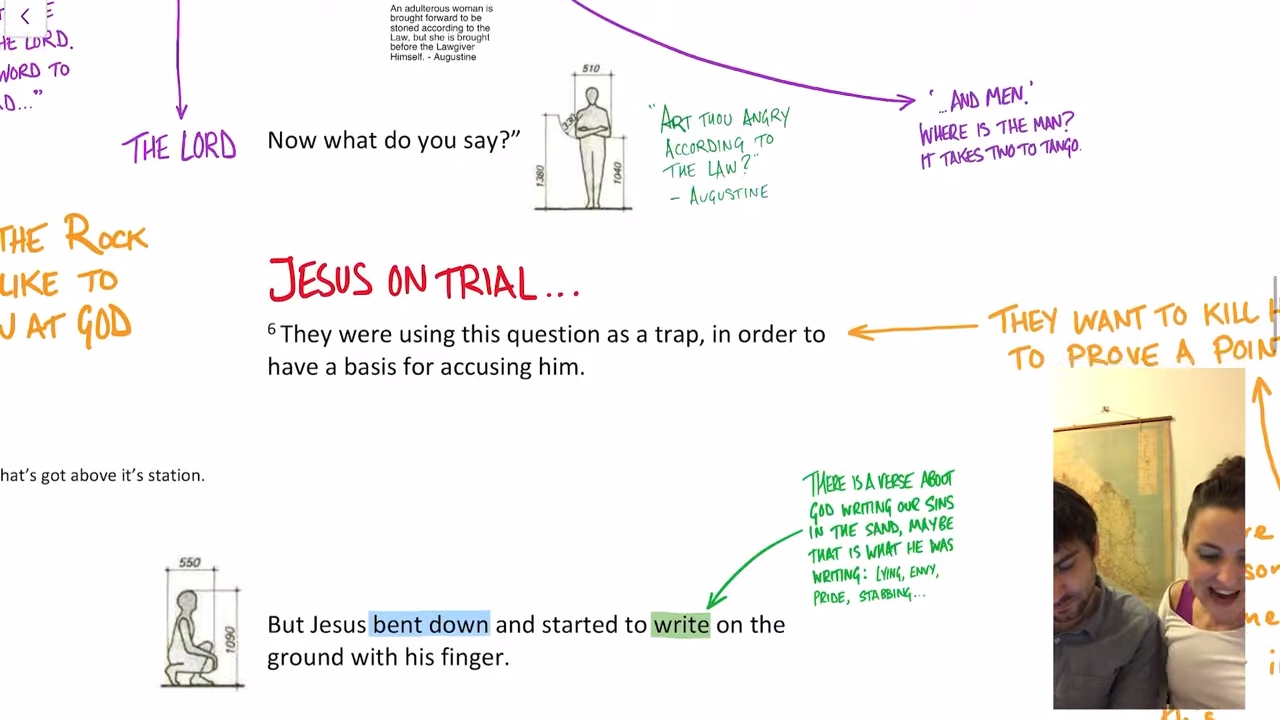 HE LORD.
WORD TO
D..."
An adulterous woman is
brought forward to be
stoned according to the
Law, but she is brought
before the Lawgiver
Himself. - Augustine
THE LORD
Now what do you say?”
510
330
1380
1040
"ART THOU ANGRY
ACCORDING TO
THE LAW?"
- AUGUSTINE
'...AND MEN.'
WHERE IS THE MAN?
IT TAKES TWO TO TANGO.
THE ROCK
LIKE TO
AT GOD
JESUS ON TRIAL...
6 They were using this question as a trap, in order to
have a basis for accusing him.
THEY WANT TO KILL H
TO PROVE A POIN
hat’s got above it’s station.
THERE IS A VERSE ABOUT
GOD WRITING OUR SINS
IN THE SAND, MAYBE
THAT IS WHAT HE WAS
WRITING: LYING, ENVY,
PRIDE, STABBING...
550
1090
But Jesus bent down and started to write on the
ground with his finger.